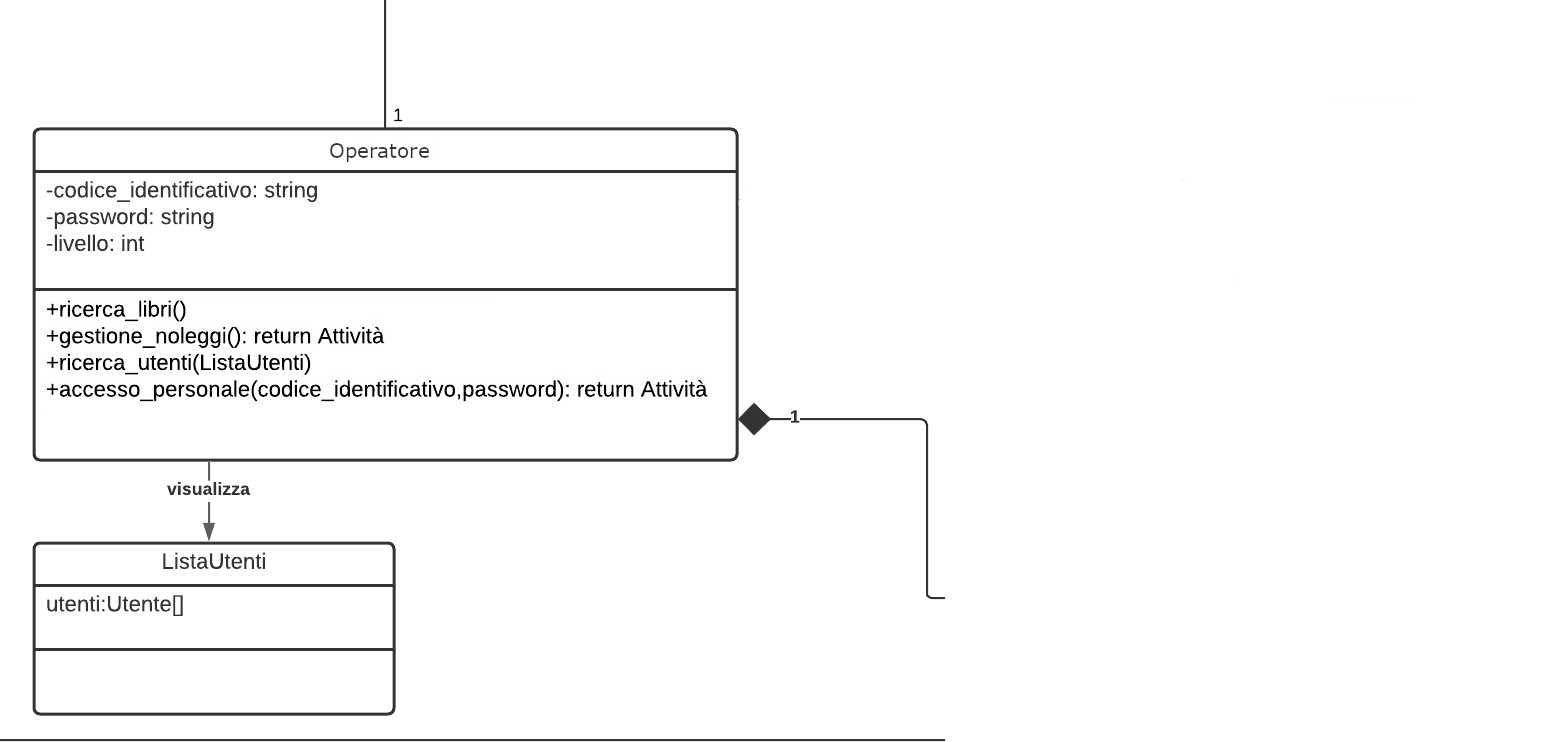 1
Operatore
-codice_identificativo: string
-password: string
-livello: int
+ricerca_libri()
+gestione_noleggi(): return Attività
+ricerca_utenti(ListaUtenti)
+accesso_personale(codice_identificativo,password): return Attività
1
visualizza
ListaUtenti
utenti:Utente[]